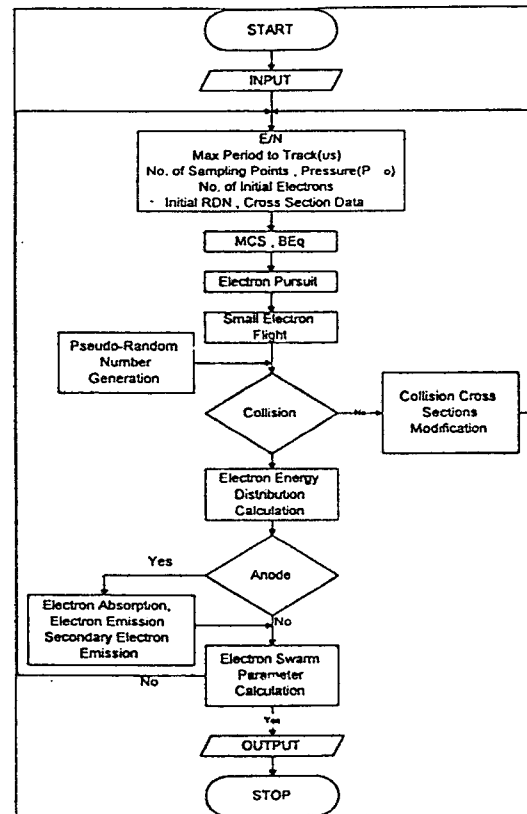 START
INPUT
E/N
Max Period to Track(us)
No. of Sampling Points , Pressure(P o)
No. of Initial Electrons
Initial RDN , Cross Section Data
MCS , BEq
Electron Pursuit
Small Electron
Flight
Pseudo-Random
Number
Generation
Collision
No
Collision Cross
Sections
Modification
Electron Energy
Distribution
Calculation
Yes
Anode
Electron Absorption,
Electron Emission
Secondary Electron
Emission
No
Electron Swarm
Parameter
Calculation
No
Yes
OUTPUT
STOP